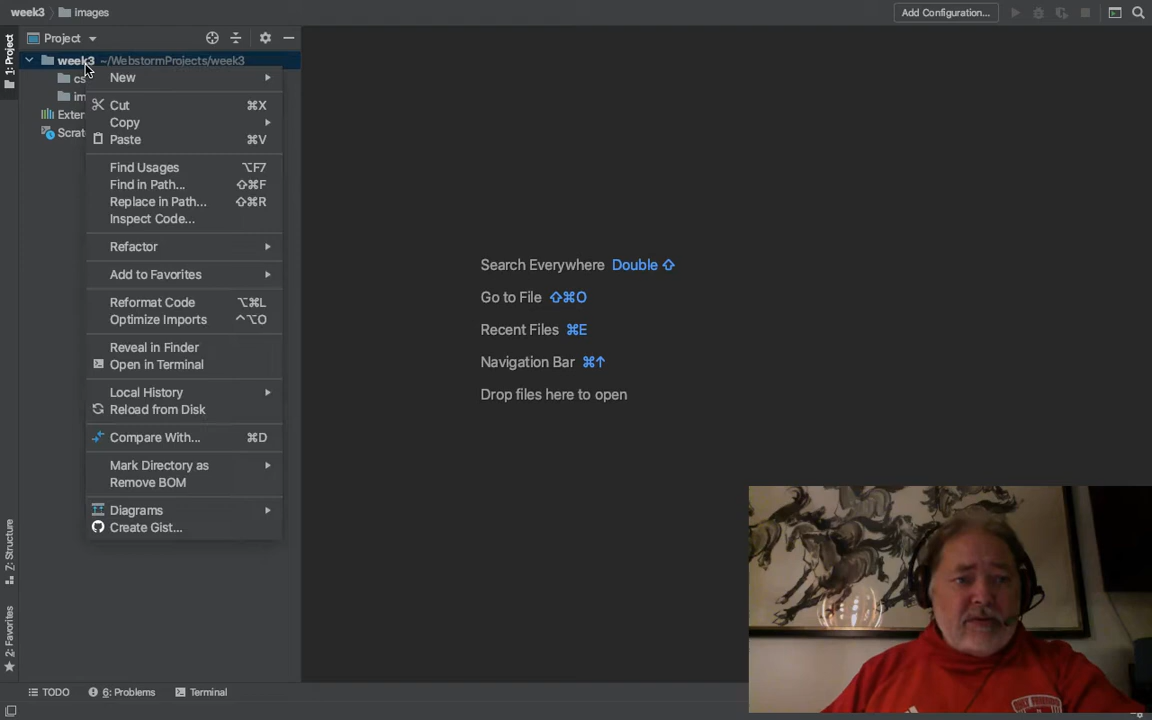 week3 images
Add Configuration...
1: Project
Project
week3 ~/WebstormProjects/week3
cs
im
Exter
Scrat
New
Cut ⌘X
Copy
Paste ⌘V
Find Usages ⌥F7
Find in Path... ⇧⌘F
Replace in Path... ⇧⌘R
Inspect Code...
Refactor
Add to Favorites
Reformat Code ⌥⌘L
Optimize Imports ^⌥O
Reveal in Finder
Open in Terminal
Local History
Reload from Disk
Compare With... ⌘D
Mark Directory as
Remove BOM
Diagrams
Create Gist...
Search Everywhere Double ⇧
Go to File ⇧⌘O
Recent Files ⌘E
Navigation Bar ⌘↑
Drop files here to open
Z: Structure
2: Favorites
TODO
6: Problems
Terminal